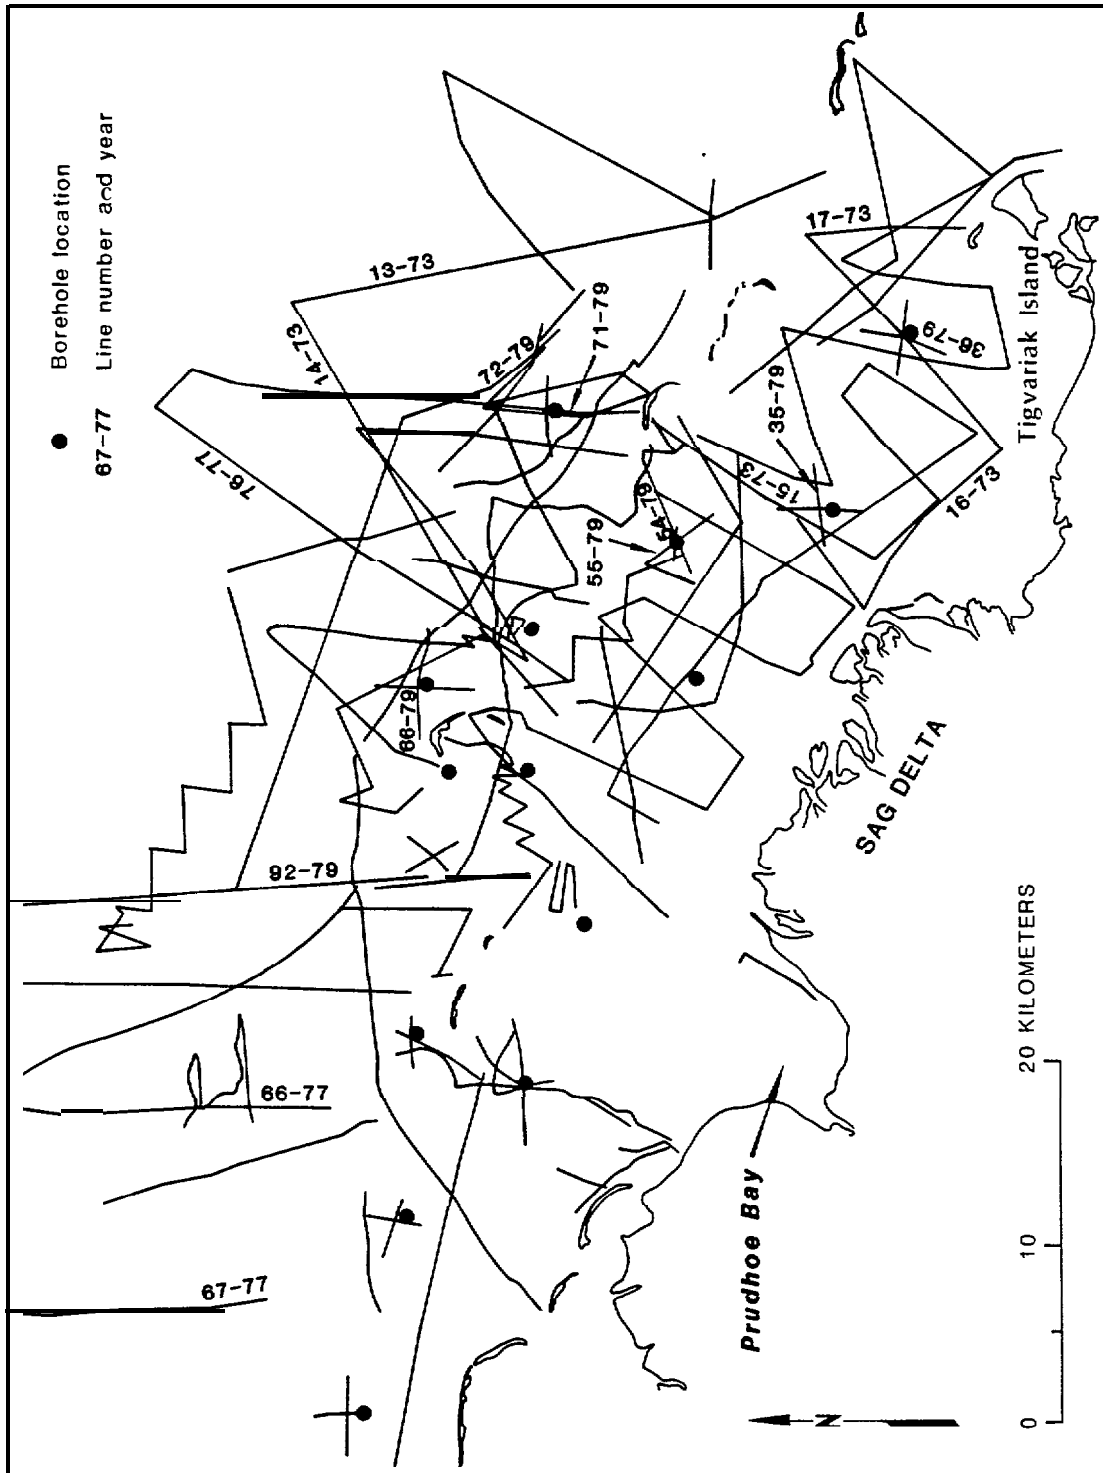 Borehole location
67-77 Line number acd year
13-73
14-73
72-79
71-79
76-77
17-73
36-79
35-79
15-73
16-73
54-79
55-79
66-79
92-79
66-77
67-77
Tigvariak Island
SAG DELTA
Prudhoe Bay
N
0 10 20 KILOMETERS